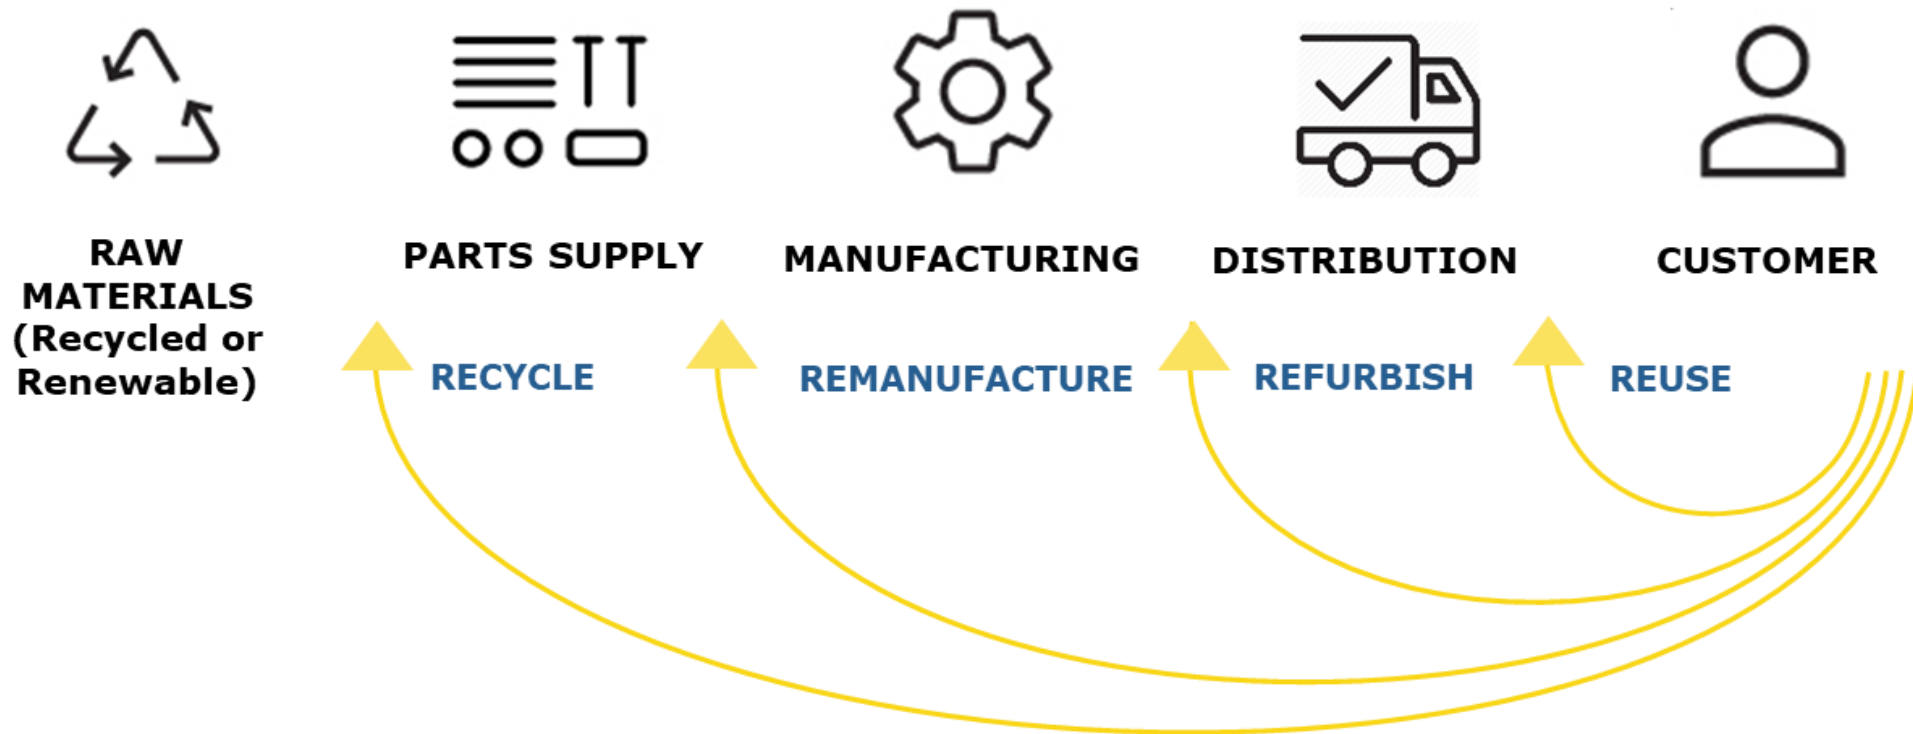 RAW
MATERIALS
(Recycled or
Renewable)
PARTS SUPPLY
MANUFACTURING
DISTRIBUTION
CUSTOMER
RECYCLE
REMANUFACTURE
REFURBISH
REUSE